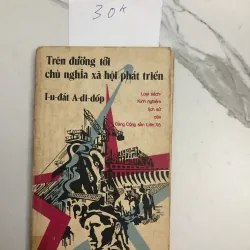 30k
Trên đường tới
chủ nghĩa xã hội phát triển
I-u-đát A-di-đốp
Loại sách:
Kinh nghiệm
lịch sử
của
Đảng Cộng sản Liên Xô